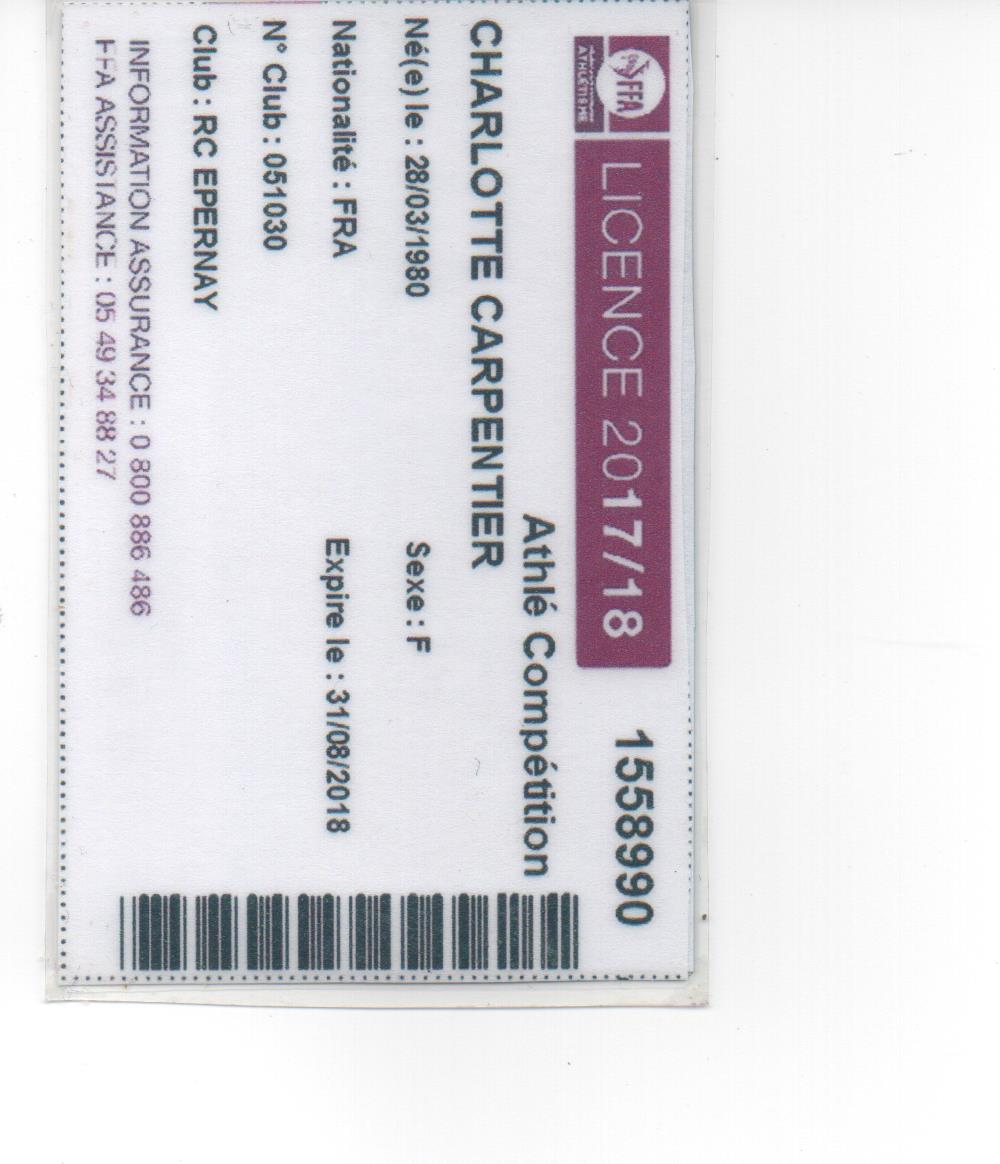 FFA
ATHLÉTISME
LICENCE 2017/18
1558990
Athlé Compétition
CHARLOTTE CARPENTIER
Né(e) le : 28/03/1980
Sexe : F
Nationalité : FRA
Expire le : 31/08/2018
N° Club : 051030
Club : RC EPERNAY
INFORMATION ASSURANCE : 0 800 886 486
FFA ASSISTANCE : 05 49 34 88 27